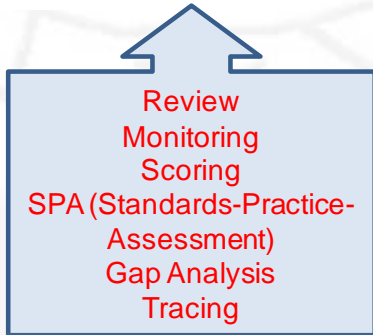 Review
Monitoring
Scoring
SPA (Standards-Practice-
Assessment)
Gap Analysis
Tracing